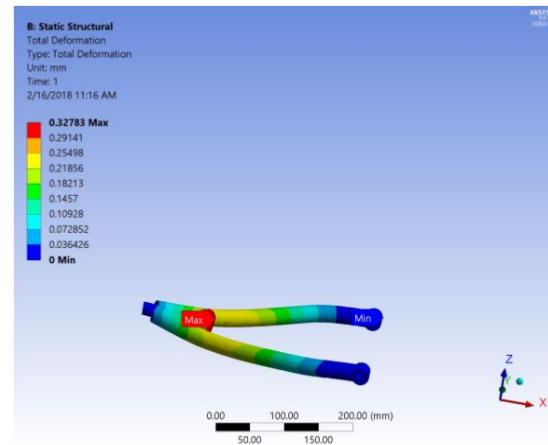 ANSYS
B: Static Structural
Total Deformation
Type: Total Deformation
Unit: mm
Time: 1
2/16/2018 11:16 AM
0.32783 Max
0.29141
0.25498
0.21856
0.18213
0.1457
0.10928
0.072852
0.036426
0 Min
Max
Min
Z
Y
X
0.00 100.00 200.00 (mm)
50.00 150.00